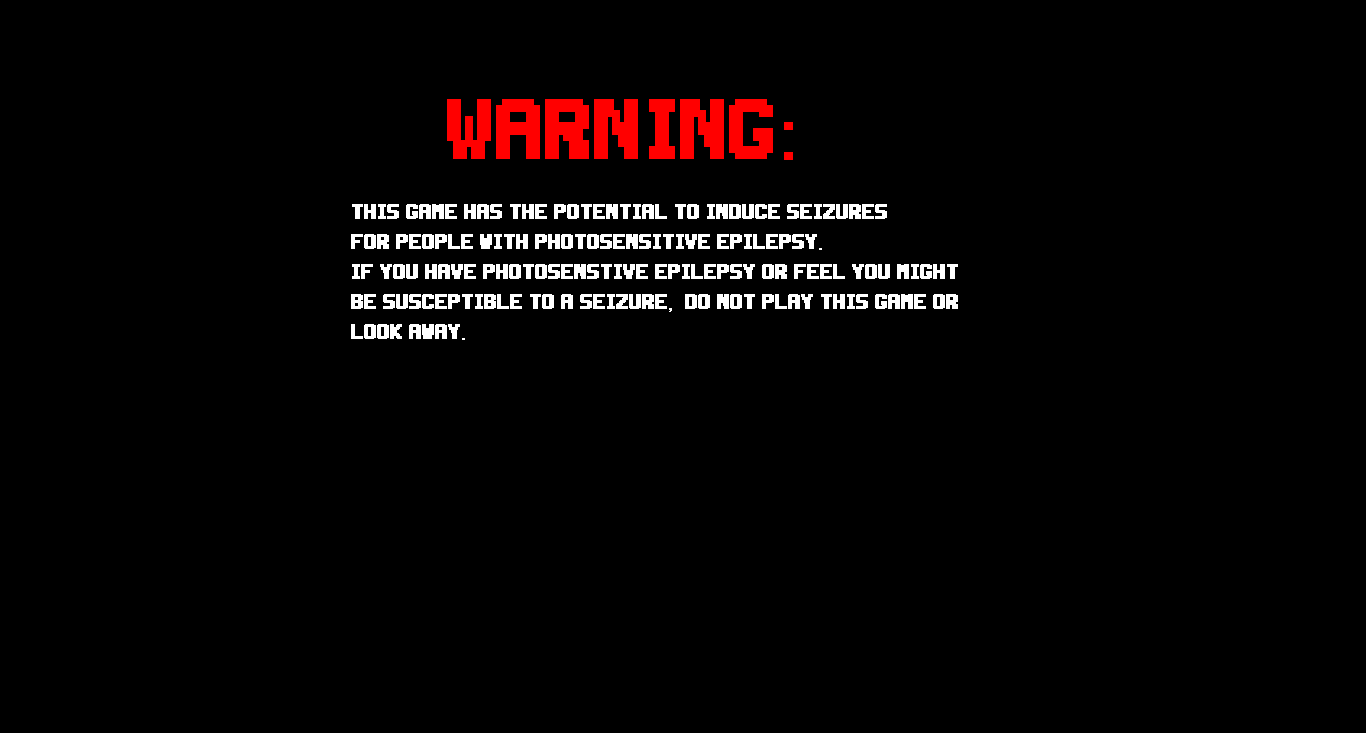 WARNING:
THIS GAME HAS THE POTENTIAL TO INDUCE SEIZURES
FOR PEOPLE WITH PHOTOSENSITIVE EPILEPSY.
IF YOU HAVE PHOTOSENSTIVE EPILEPSY OR FEEL YOU MIGHT
BE SUSCEPTIBLE TO A SEIZURE, DO NOT PLAY THIS GAME OR
LOOK AWAY.